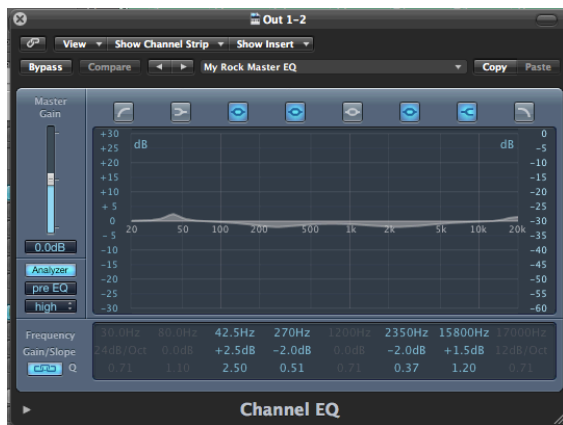 Out 1-2
View Show Channel Strip Show Insert
Bypass Compare My Rock Master EQ Copy Paste
Master
Gain
+30 dB dB 0
+25 -5
+20 -10
+15 -15
+10 -20
+ 5 -25
0 -30
20 50 100 200 500 1k 2k 5k 10k 20k
- 5 -35
-10 -40
-15 -45
-20 -50
-25 -55
-30 -60
0.0dB
Analyzer
pre EQ
high
Frequency 30.0Hz 80.0Hz 42.5Hz 270Hz 1200Hz 2350Hz 15800Hz 17000Hz
Gain/Slope 24dB/Oct 0.0dB +2.5dB -2.0dB 0.0dB -2.0dB +1.5dB 12dB/Oct
Q 0.71 1.10 2.50 0.51 0.71 0.37 1.20 0.71
Channel EQ